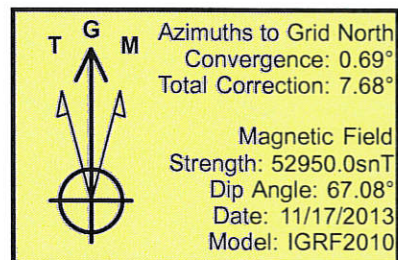 T G M
Azimuths to Grid North
Convergence: 0.69°
Total Correction: 7.68°
Magnetic Field
Strength: 52950.0snT
Dip Angle: 67.08°
Date: 11/17/2013
Model: IGRF2010